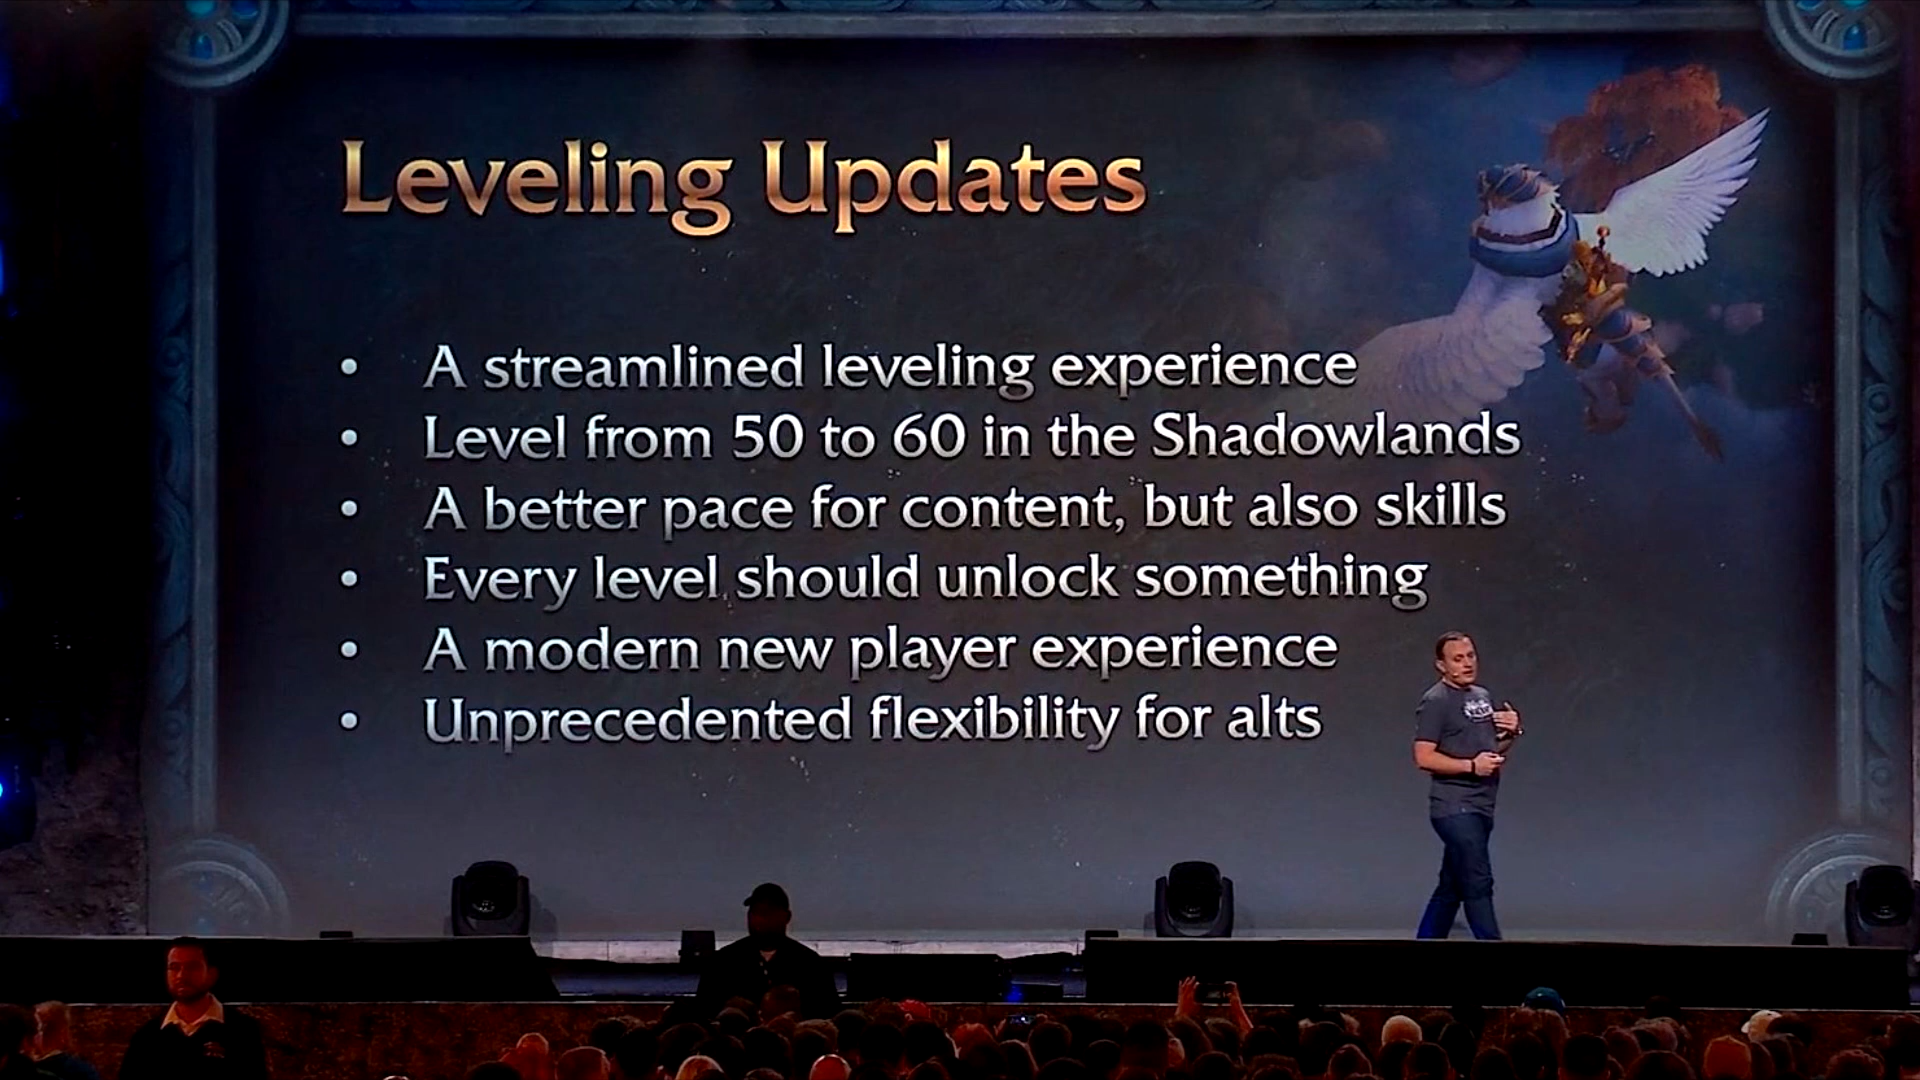 Leveling Updates
• A streamlined leveling experience
• Level from 50 to 60 in the Shadowlands
• A better pace for content, but also skills
• Every level should unlock something
• A modern new player experience
• Unprecedented flexibility for alts